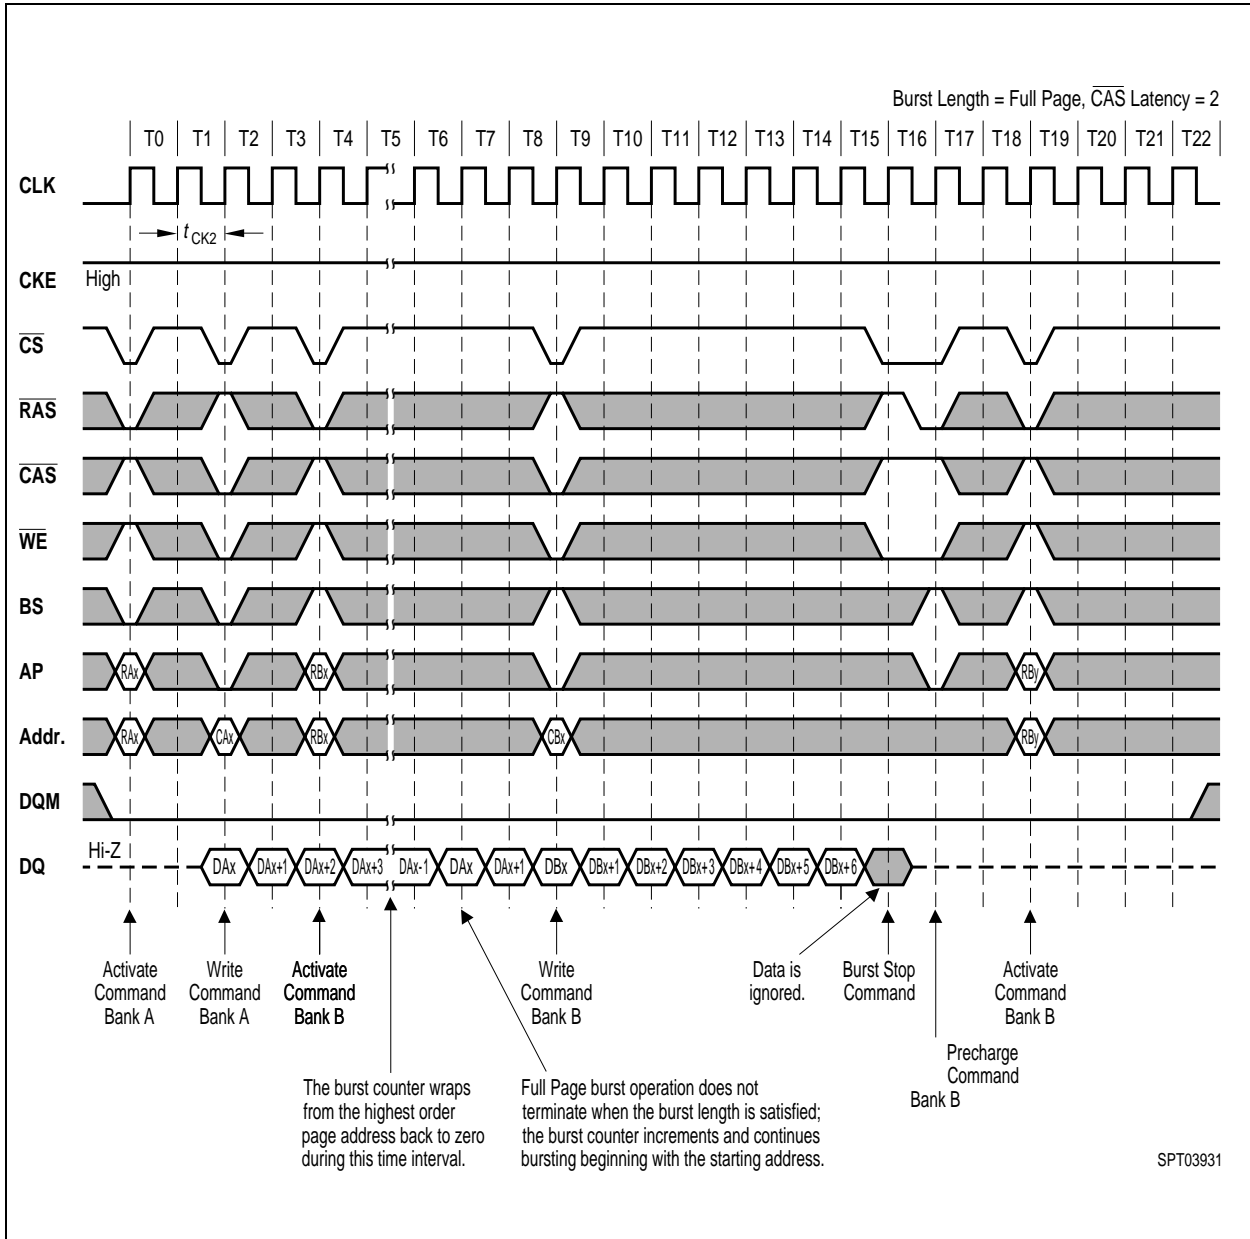 Burst Length = Full Page, CAS Latency = 2
T0 T1 T2 T3 T4 T5 T6 T7 T8 T9 T10 T11 T12 T13 T14 T15 T16 T17 T18 T19 T20 T21 T22
CLK
t CK2
CKE High
CS
RAS
CAS
WE
BS
AP RAx RBx RBy
Addr. RAx CAx RBx CBx RBy
DQM
Hi-Z
DQ DAx DAx+1 DAx+2 DAx+3 DAx-1 DAx DAx+1 DBx DBx+1 DBx+2 DBx+3 DBx+4 DBx+5 DBx+6
Activate
Command
Bank A
Write
Command
Bank A
Activate
Command
Bank B
Write
Command
Bank B
Data is
ignored.
Burst Stop
Command
Activate
Command
Bank B
Precharge
Command
Bank B
The burst counter wraps
from the highest order
page address back to zero
during this time interval.
Full Page burst operation does not
terminate when the burst length is satisfied;
the burst counter increments and continues
bursting beginning with the starting address.
SPT03931